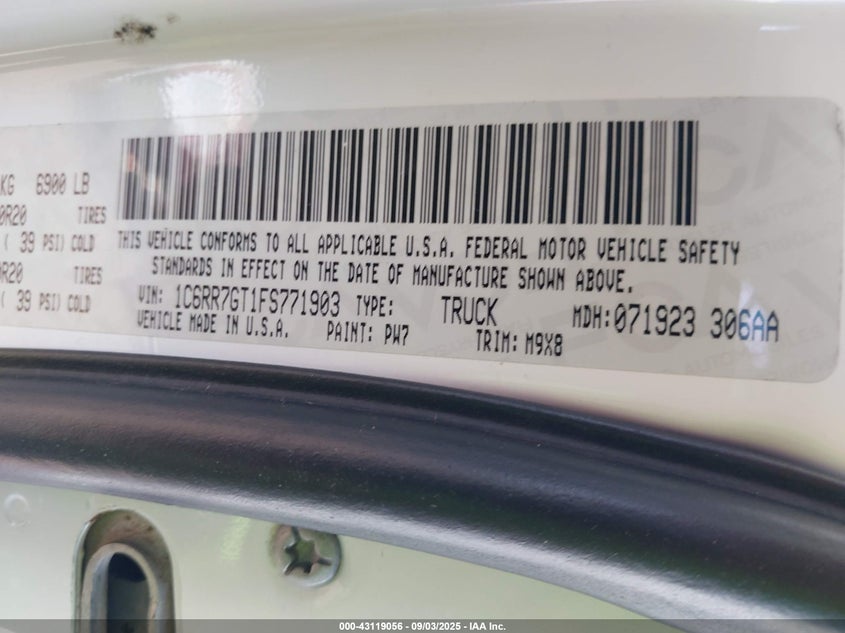 KG 6900 LB
0R20 TIRES
( 39 PSI) COLD
0R20 TIRES
( 39 PSI) COLD
THIS VEHICLE CONFORMS TO ALL APPLICABLE U.S.A. FEDERAL MOTOR VEHICLE SAFETY
STANDARDS IN EFFECT ON THE DATE OF MANUFACTURE SHOWN ABOVE.
VIN: 1C6RR7GT1FS771903 TYPE: TRUCK MDH:071923 306AA
VEHICLE MADE IN U.S.A. PAINT: PW7 TRIM: M9X8
000-43119056 - 09/03/2025 - IAA Inc.